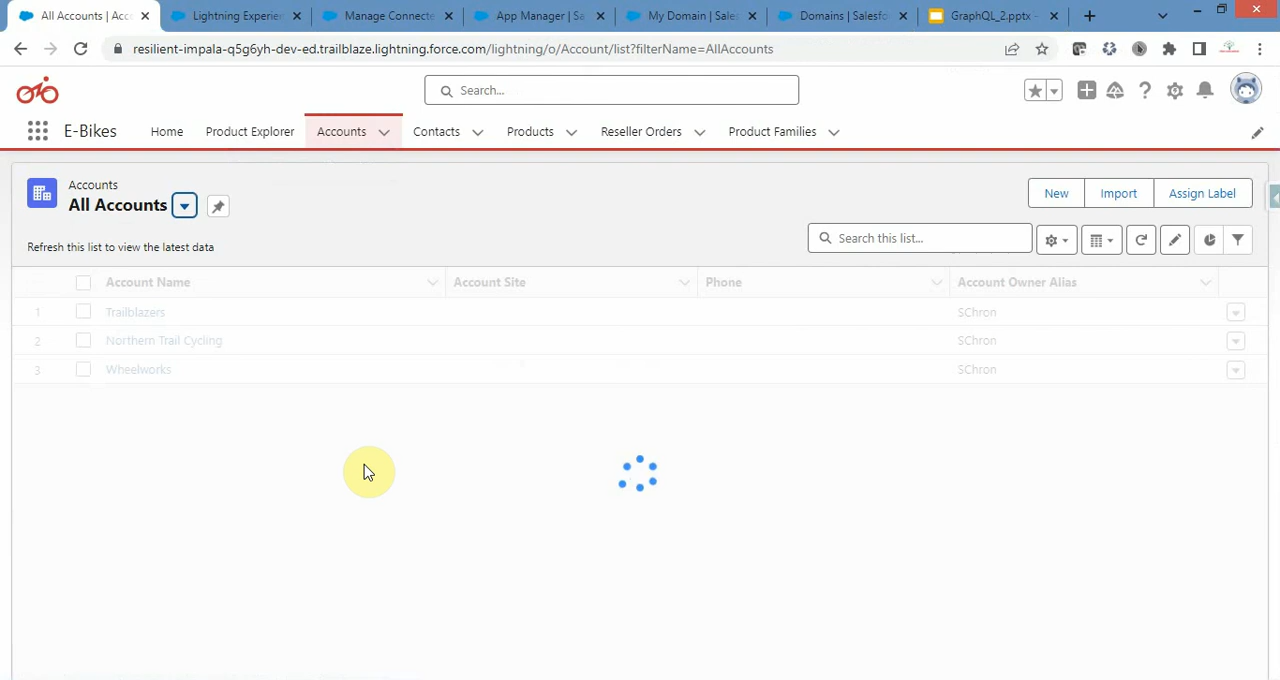 All Accounts | Acc
Lightning Experien
Manage Connecte
App Manager | Sa
My Domain | Sales
Domains | Salesfo
GraphQL_2.pptx -
resilient-impala-q5g6yh-dev-ed.trailblaze.lightning.force.com/lightning/o/Account/list?filterName=AllAccounts
Search...
E-Bikes
Home
Product Explorer
Accounts
Contacts
Products
Reseller Orders
Product Families
Accounts
All Accounts
New
Import
Assign Label
Refresh this list to view the latest data
Search this list...
Account Name
Account Site
Phone
Account Owner Alias
1 Trailblazers SChron
2 Northern Trail Cycling SChron
3 Wheelworks SChron